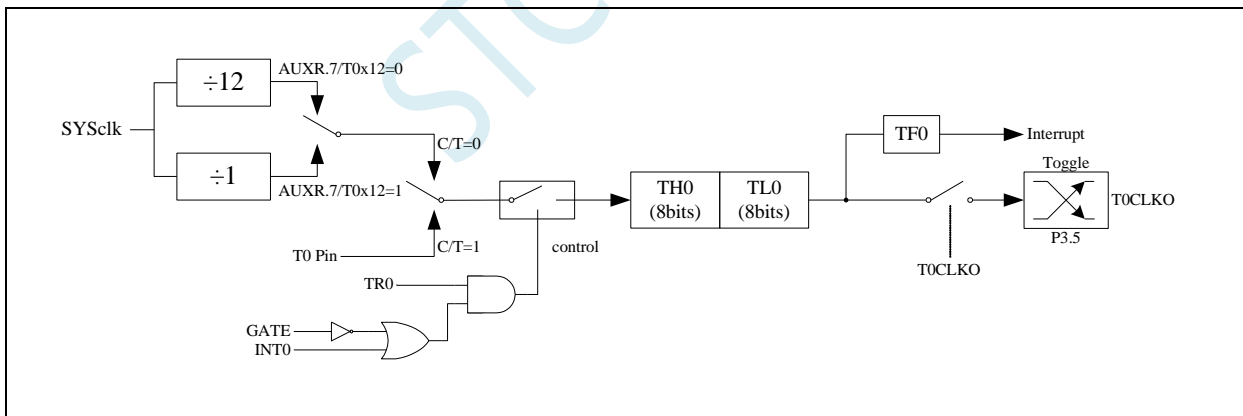 STC
÷12
AUXR.7/T0x12=0
SYSclk
÷1
AUXR.7/T0x12=1
C/T=0
C/T=1
T0 Pin
control
TR0
GATE
INT0
TH0
(8bits)
TL0
(8bits)
TF0
Interrupt
Toggle
T0CLKO
P3.5
T0CLKO